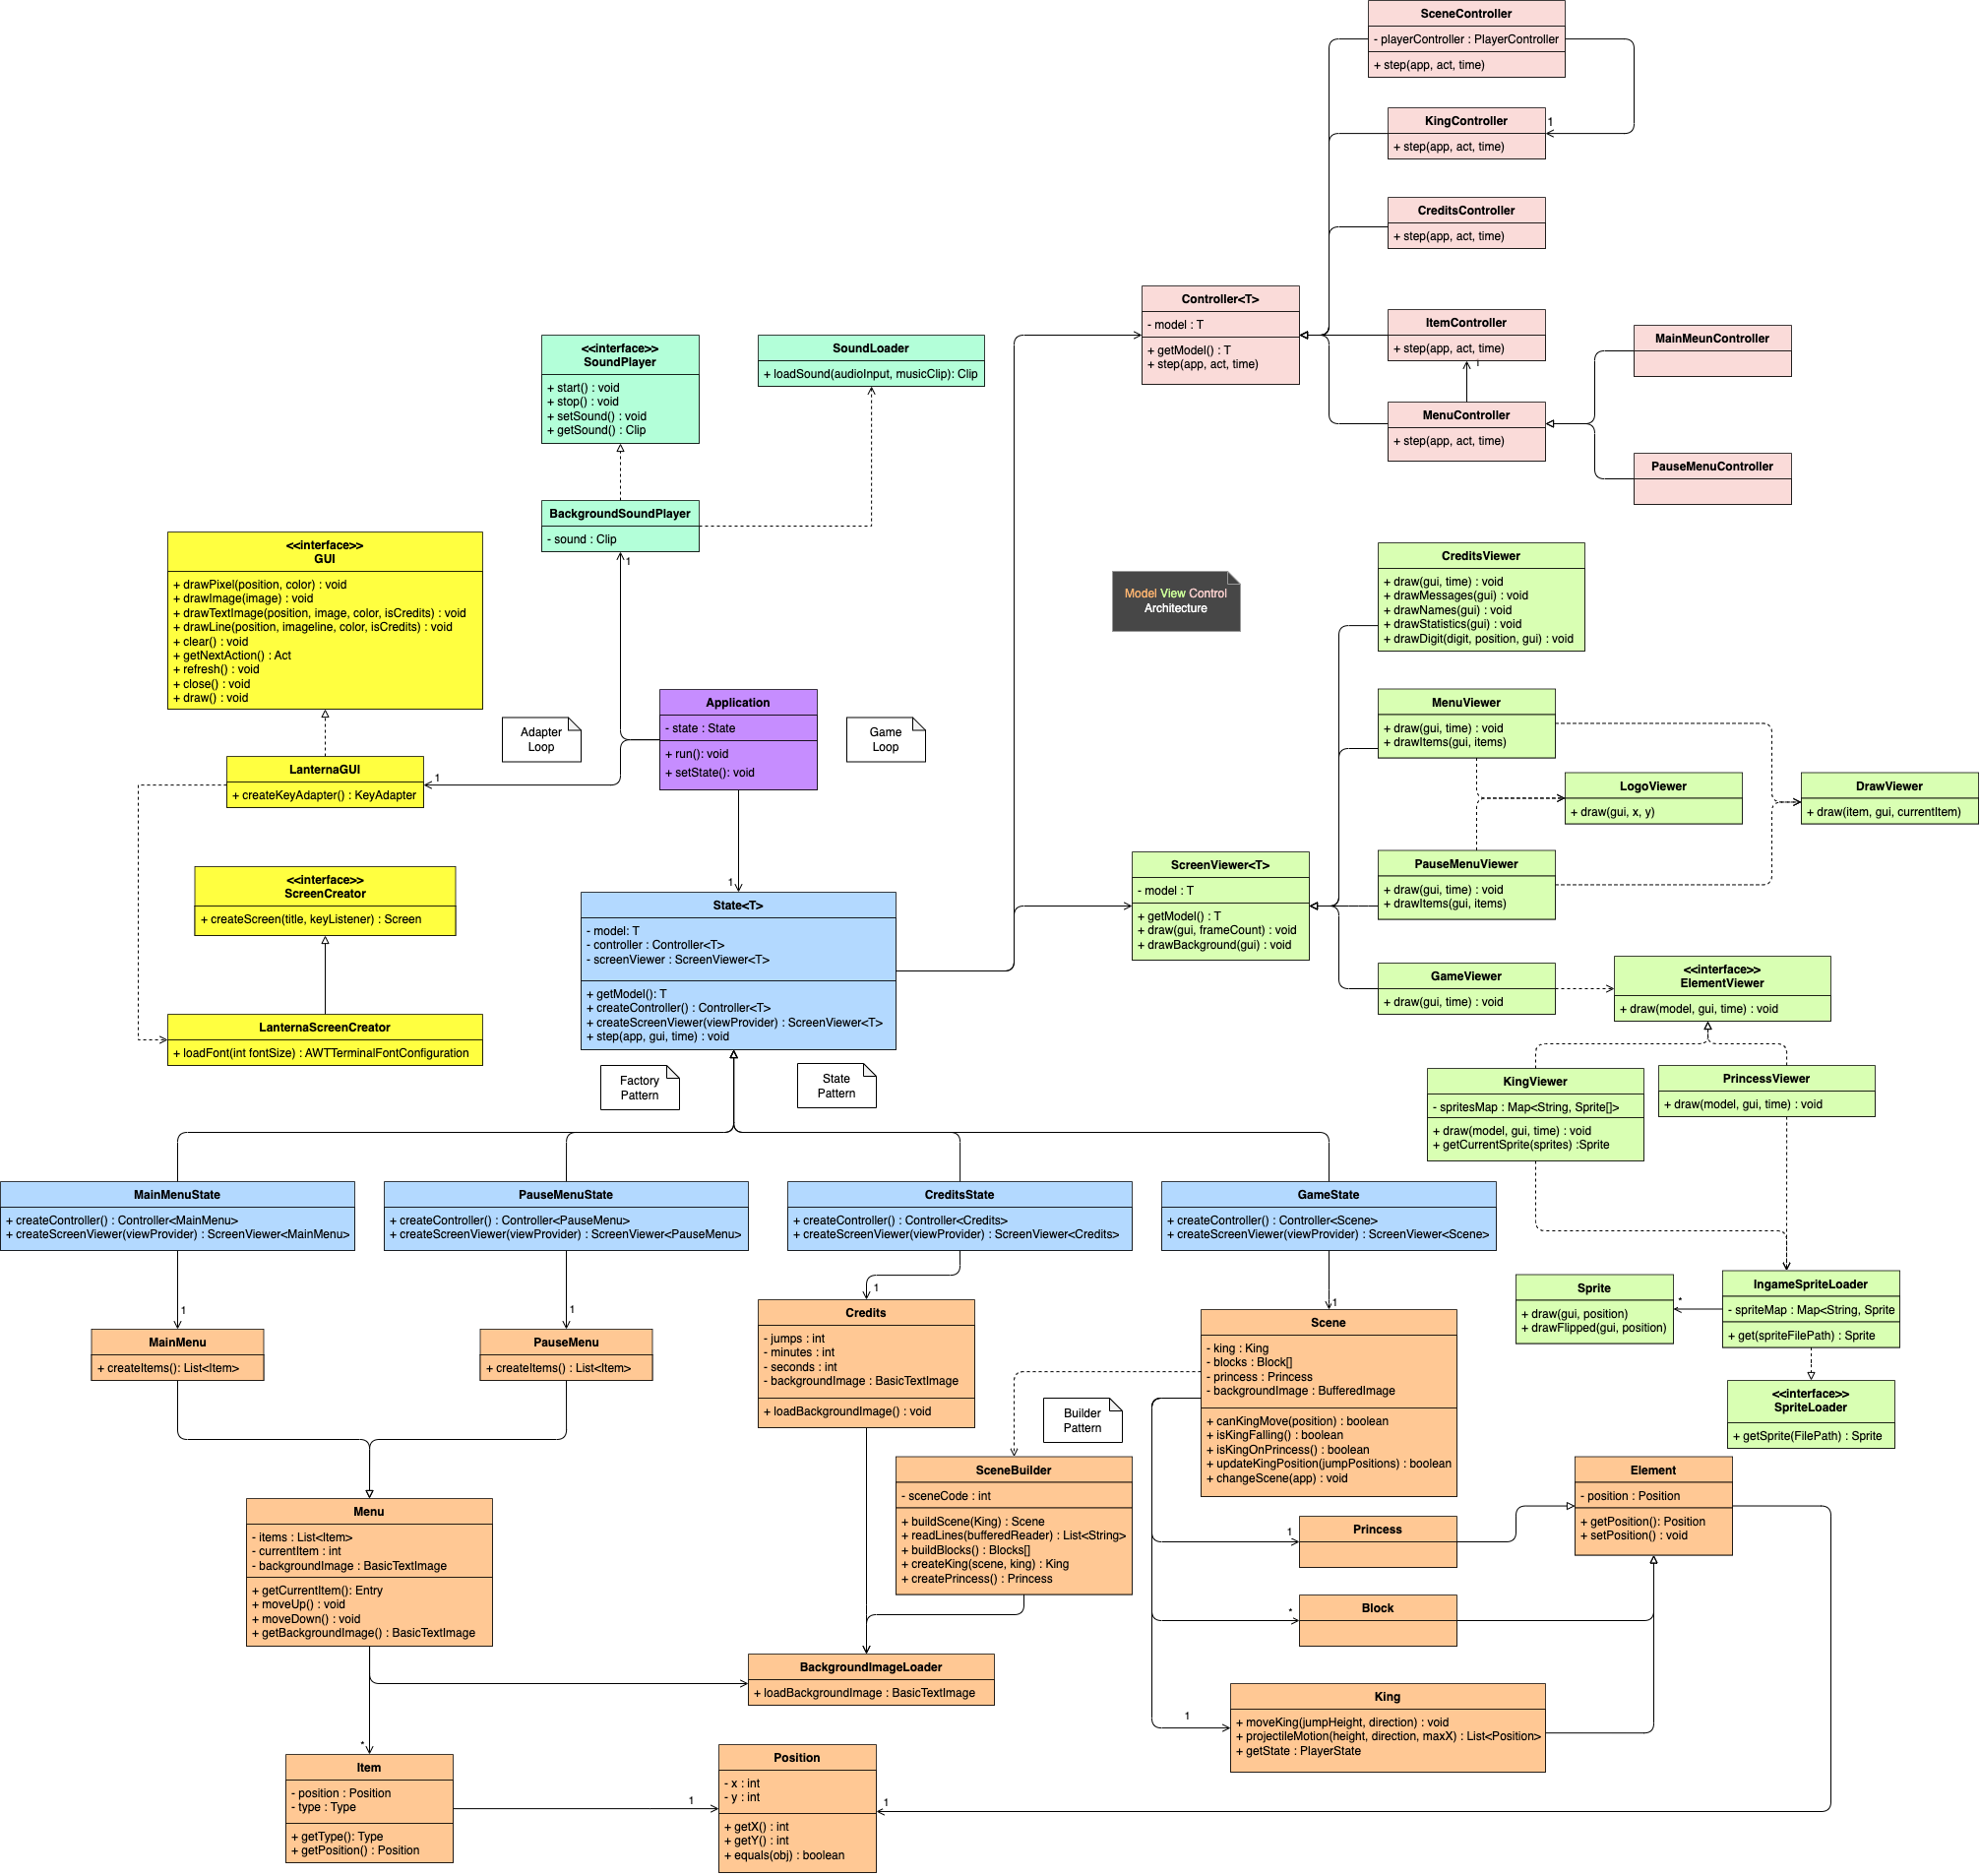 SceneController
- playerController : PlayerController
+ step(app, act, time)
KingController
+ step(app, act, time)
1
CreditsController
+ step(app, act, time)
Controller<T>
- model : T
+ getModel() : T
+ step(app, act, time)
ItemController
+ step(app, act, time)
1
MenuController
+ step(app, act, time)
MainMeunController
PauseMenuController
<<interface>>
SoundPlayer
+ start() : void
+ stop() : void
+ setSound() : void
+ getSound() : Clip
SoundLoader
+ loadSound(audioInput, musicClip): Clip
BackgroundSoundPlayer
- sound : Clip
1
<<interface>>
GUI
+ drawPixel(position, color) : void
+ drawImage(image) : void
+ drawTextImage(position, image, color, isCredits) : void
+ drawLine(position, imageline, color, isCredits) : void
+ clear() : void
+ getNextAction() : Act
+ refresh() : void
+ close() : void
+ draw() : void
LanternaGUI
+ createKeyAdapter() : KeyAdapter
1
Adapter
Loop
Application
- state : State
+ run(): void
+ setState(): void
1
Game
Loop
Model View Control
Architecture
<<interface>>
ScreenCreator
+ createScreen(title, keyListener) : Screen
LanternaScreenCreator
+ loadFont(int fontSize) : AWTTerminalFontConfiguration
State<T>
- model: T
- controller : Controller<T>
- screenViewer : ScreenViewer<T>
+ getModel(): T
+ createController() : Controller<T>
+ createScreenViewer(viewProvider) : ScreenViewer<T>
+ step(app, gui, time) : void
Factory
Pattern
State
Pattern
CreditsViewer
+ draw(gui, time) : void
+ drawMessages(gui) : void
+ drawNames(gui) : void
+ drawStatistics(gui) : void
+ drawDigit(digit, position, gui) : void
MenuViewer
+ draw(gui, time) : void
+ drawItems(gui, items)
LogoViewer
+ draw(gui, x, y)
DrawViewer
+ draw(item, gui, currentItem)
PauseMenuViewer
+ draw(gui, time) : void
+ drawItems(gui, items)
ScreenViewer<T>
- model : T
+ getModel() : T
+ draw(gui, frameCount) : void
+ drawBackground(gui) : void
GameViewer
+ draw(gui, time) : void
<<interface>>
ElementViewer
+ draw(model, gui, time) : void
KingViewer
- spritesMap : Map<String, Sprite[]>
+ draw(model, gui, time) : void
+ getCurrentSprite(sprites) :Sprite
PrincessViewer
+ draw(model, gui, time) : void
Sprite
+ draw(gui, position)
+ drawFlipped(gui, position)
*
IngameSpriteLoader
- spriteMap : Map<String, Sprite
+ get(spriteFilePath) : Sprite
<<interface>>
SpriteLoader
+ getSprite(FilePath) : Sprite
MainMenuState
+ createController() : Controller<MainMenu>
+ createScreenViewer(viewProvider) : ScreenViewer<MainMenu>
1
PauseMenuState
+ createController() : Controller<PauseMenu>
+ createScreenViewer(viewProvider) : ScreenViewer<PauseMenu>
1
CreditsState
+ createController() : Controller<Credits>
+ createScreenViewer(viewProvider) : ScreenViewer<Credits>
1
GameState
+ createController() : Controller<Scene>
+ createScreenViewer(viewProvider) : ScreenViewer<Scene>
1
MainMenu
+ createItems(): List<Item>
PauseMenu
+ createItems() : List<Item>
Credits
- jumps : int
- minutes : int
- seconds : int
- backgroundImage : BasicTextImage
+ loadBackgroundImage() : void
Scene
- king : King
- blocks : Block[]
- princess : Princess
- backgroundImage : BufferedImage
+ canKingMove(position) : boolean
+ isKingFalling() : boolean
+ isKingOnPrincess() : boolean
+ updateKingPosition(jumpPositions) : boolean
+ changeScene(app) : void
Builder
Pattern
SceneBuilder
- sceneCode : int
+ buildScene(King) : Scene
+ readLines(bufferedReader) : List<String>
+ buildBlocks() : Blocks[]
+ createKing(scene, king) : King
+ createPrincess() : Princess
Menu
- items : List<Item>
- currentItem : int
- backgroundImage : BasicTextImage
+ getCurrentItem(): Entry
+ moveUp() : void
+ moveDown() : void
+ getBackgroundImage() : BasicTextImage
*
1
Princess
*
Block
Element
- position : Position
+ getPosition(): Position
+ setPosition() : void
BackgroundImageLoader
+ loadBackgroundImage : BasicTextImage
1
King
+ moveKing(jumpHeight, direction) : void
+ projectileMotion(height, direction, maxX) : List<Position>
+ getState : PlayerState
Item
- position : Position
- type : Type
+ getType(): Type
+ getPosition() : Position
1
Position
- x : int
- y : int
+ getX() : int
+ getY() : int
+ equals(obj) : boolean
1